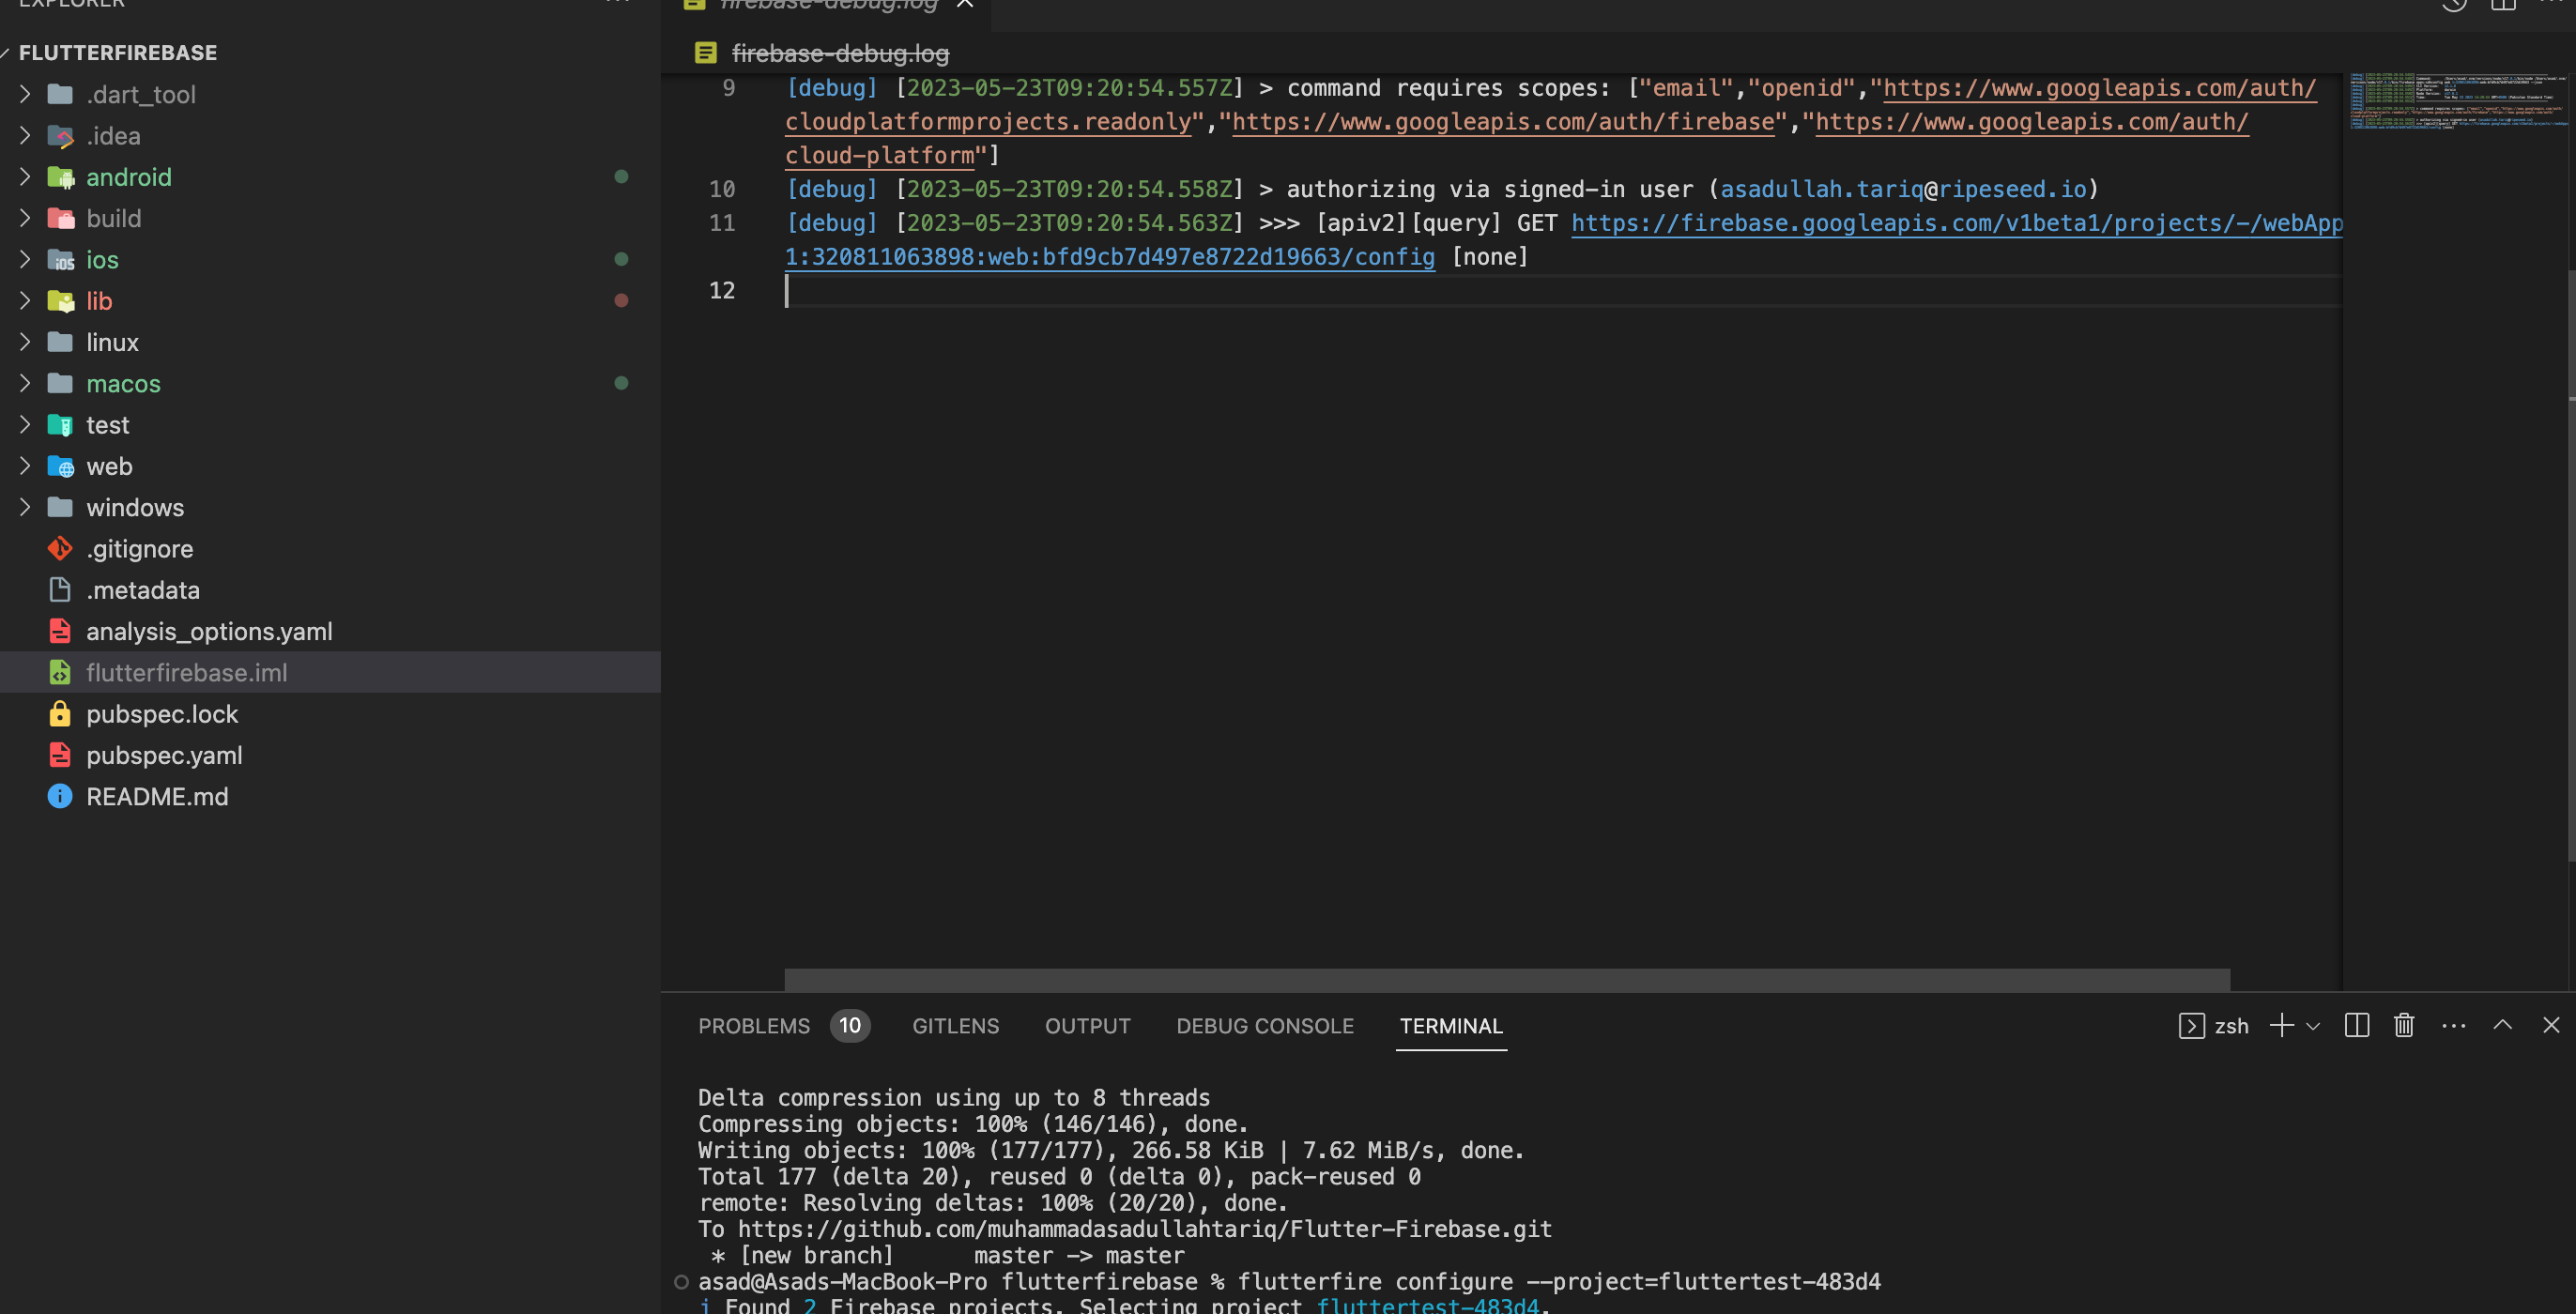 EXPLORER
firebase-debug.log
FLUTTERFIREBASE
firebase-debug.log
.dart_tool
.idea
android
build
ios
lib
linux
macos
test
web
windows
.gitignore
.metadata
analysis_options.yaml
flutterfirebase.iml
pubspec.lock
pubspec.yaml
README.md
9 [debug] [2023-05-23T09:20:54.557Z] > command requires scopes: ["email","openid","https://www.googleapis.com/auth/
cloudplatformprojects.readonly","https://www.googleapis.com/auth/firebase","https://www.googleapis.com/auth/
cloud-platform"]
10 [debug] [2023-05-23T09:20:54.558Z] > authorizing via signed-in user (asadullah.tariq@ripeseed.io)
11 [debug] [2023-05-23T09:20:54.563Z] >>> [apiv2][query] GET https://firebase.googleapis.com/v1beta1/projects/-/webApp
1:320811063898:web:bfd9cb7d497e8722d19663/config [none]
12
PROBLEMS 10 GITLENS OUTPUT DEBUG CONSOLE TERMINAL zsh
Delta compression using up to 8 threads
Compressing objects: 100% (146/146), done.
Writing objects: 100% (177/177), 266.58 KiB | 7.62 MiB/s, done.
Total 177 (delta 20), reused 0 (delta 0), pack-reused 0
remote: Resolving deltas: 100% (20/20), done.
To https://github.com/muhammadasadullahtariq/Flutter-Firebase.git
* [new branch] master -> master
asad@Asads-MacBook-Pro flutterfirebase % flutterfire configure --project=fluttertest-483d4
i Found 2 Firebase projects. Selecting project fluttertest-483d4.